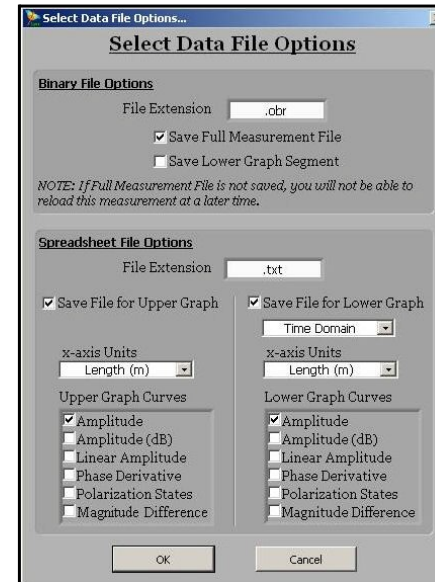 Select Data File Options...
Select Data File Options
Binary File Options
File Extension .obr
Save Full Measurement File
Save Lower Graph Segment
NOTE: If Full Measurement File is not saved, you will not be able to
reload this measurement at a later time.
Spreadsheet File Options
File Extension .txt
Save File for Upper Graph
x-axis Units
Length (m)
Upper Graph Curves
Amplitude
Amplitude (dB)
Linear Amplitude
Phase Derivative
Polarization States
Magnitude Difference
Save File for Lower Graph
Time Domain
x-axis Units
Length (m)
Lower Graph Curves
Amplitude
Amplitude (dB)
Linear Amplitude
Phase Derivative
Polarization States
Magnitude Difference
OK
Cancel